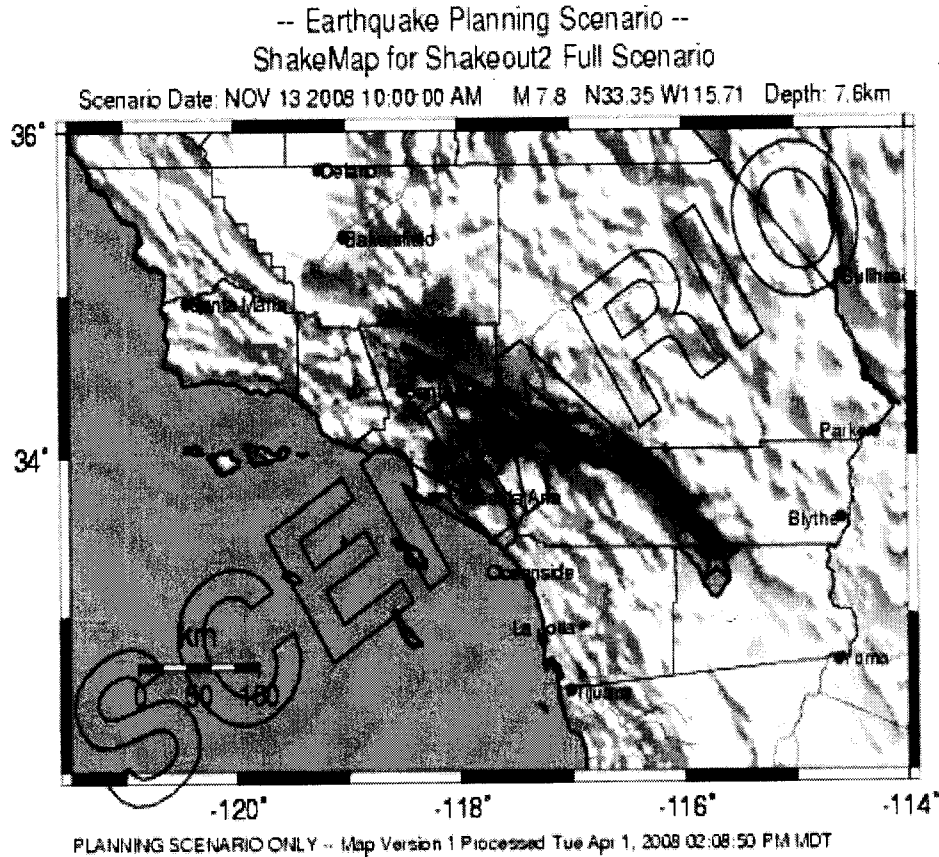 -- Earthquake Planning Scenario --
ShakeMap for Shakeout2 Full Scenario
Scenario Date: NOV 13 2008 10:00:00 AM M 7.8 N33.35 W115.71 Depth: 7.6km
36°
Delano
Bakersfield
Bullhead
Santa Maria
34°
Parker
Santa Ana
Blythe
Oceanside
La Jolla
km
0 50 100
Yuma
Tijuana
SCENARIO
-120° -118° -116° -114°
PLANNING SCENARIO ONLY -- Map Version 1 Processed Tue Apr 1, 2008 02:08:50 PM MDT